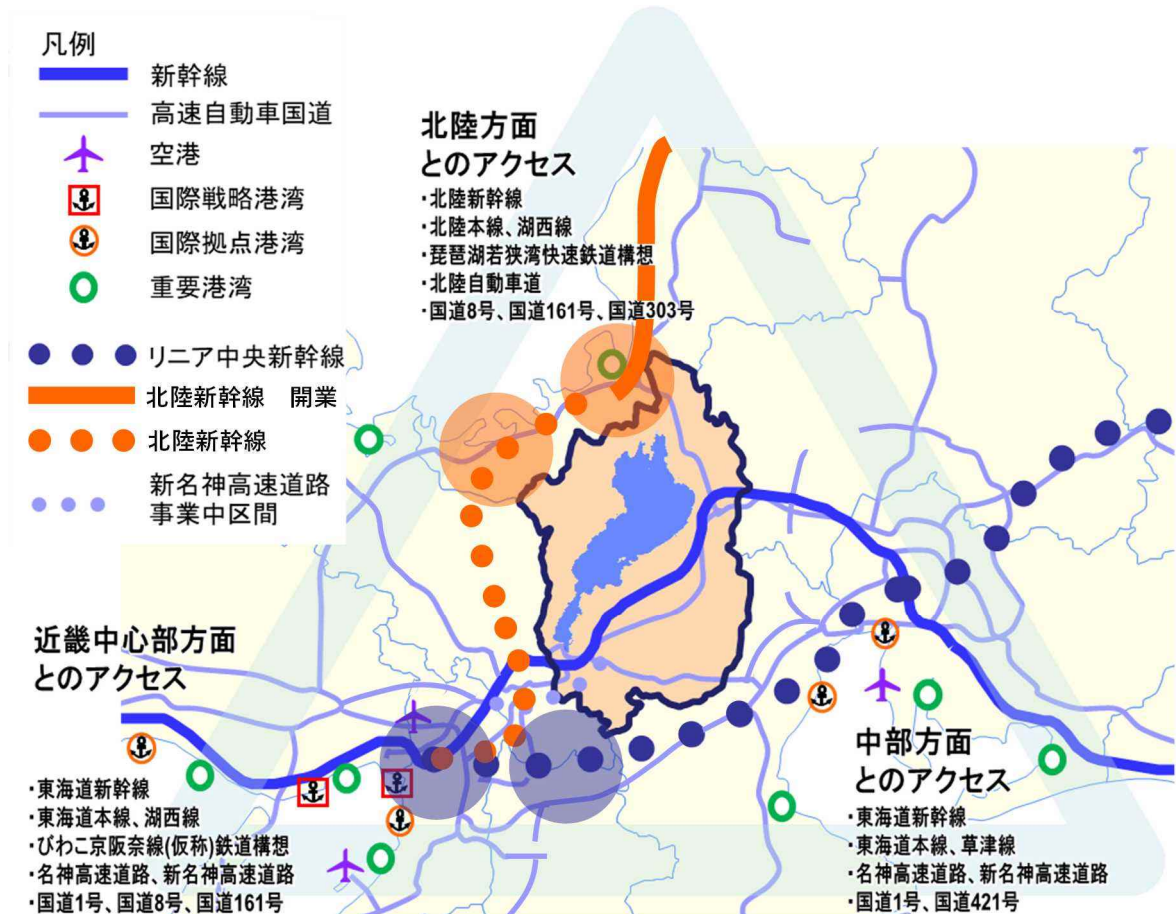 凡例
新幹線
高速自動車国道
空港
国際戦略港湾
国際拠点港湾
重要港湾
リニア中央新幹線
北陸新幹線 開業
北陸新幹線
新名神高速道路
事業中区間
北陸方面
とのアクセス
・北陸新幹線
・北陸本線、湖西線
・琵琶湖若狭湾快速鉄道構想
・北陸自動車道
・国道8号、国道161号、国道303号
近畿中心部方面
とのアクセス
・東海道新幹線
・東海道本線、湖西線
・びわこ京阪奈線(仮称)鉄道構想
・名神高速道路、新名神高速道路
・国道1号、国道8号、国道161号
中部方面
とのアクセス
・東海道新幹線
・東海道本線、草津線
・名神高速道路、新名神高速道路
・国道1号、国道421号